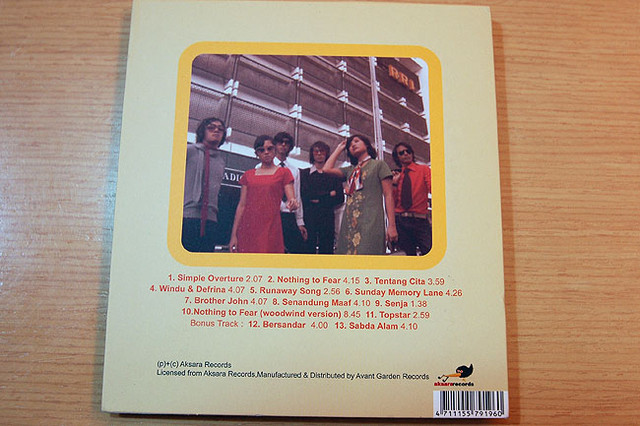 RRI
ADIO
1. Simple Overture 2.07 2. Nothing to Fear 4.15 3. Tentang Cita 3.59
4. Windu & Defrina 4.07 5. Runaway Song 2.56 6. Sunday Memory Lane 4.26
7. Brother John 4.07 8. Senandung Maaf 4.10 9. Senja 1.38
10.Nothing to Fear (woodwind version) 8.45 11. Topstar 2.59
Bonus Track : 12. Bersandar 4.00 13. Sabda Alam 4.10
(p)+(c) Aksara Records
Licensed from Aksara Records,Manufactured & Distributed by Avant Garden Records
aksararecords
4 711155 791960